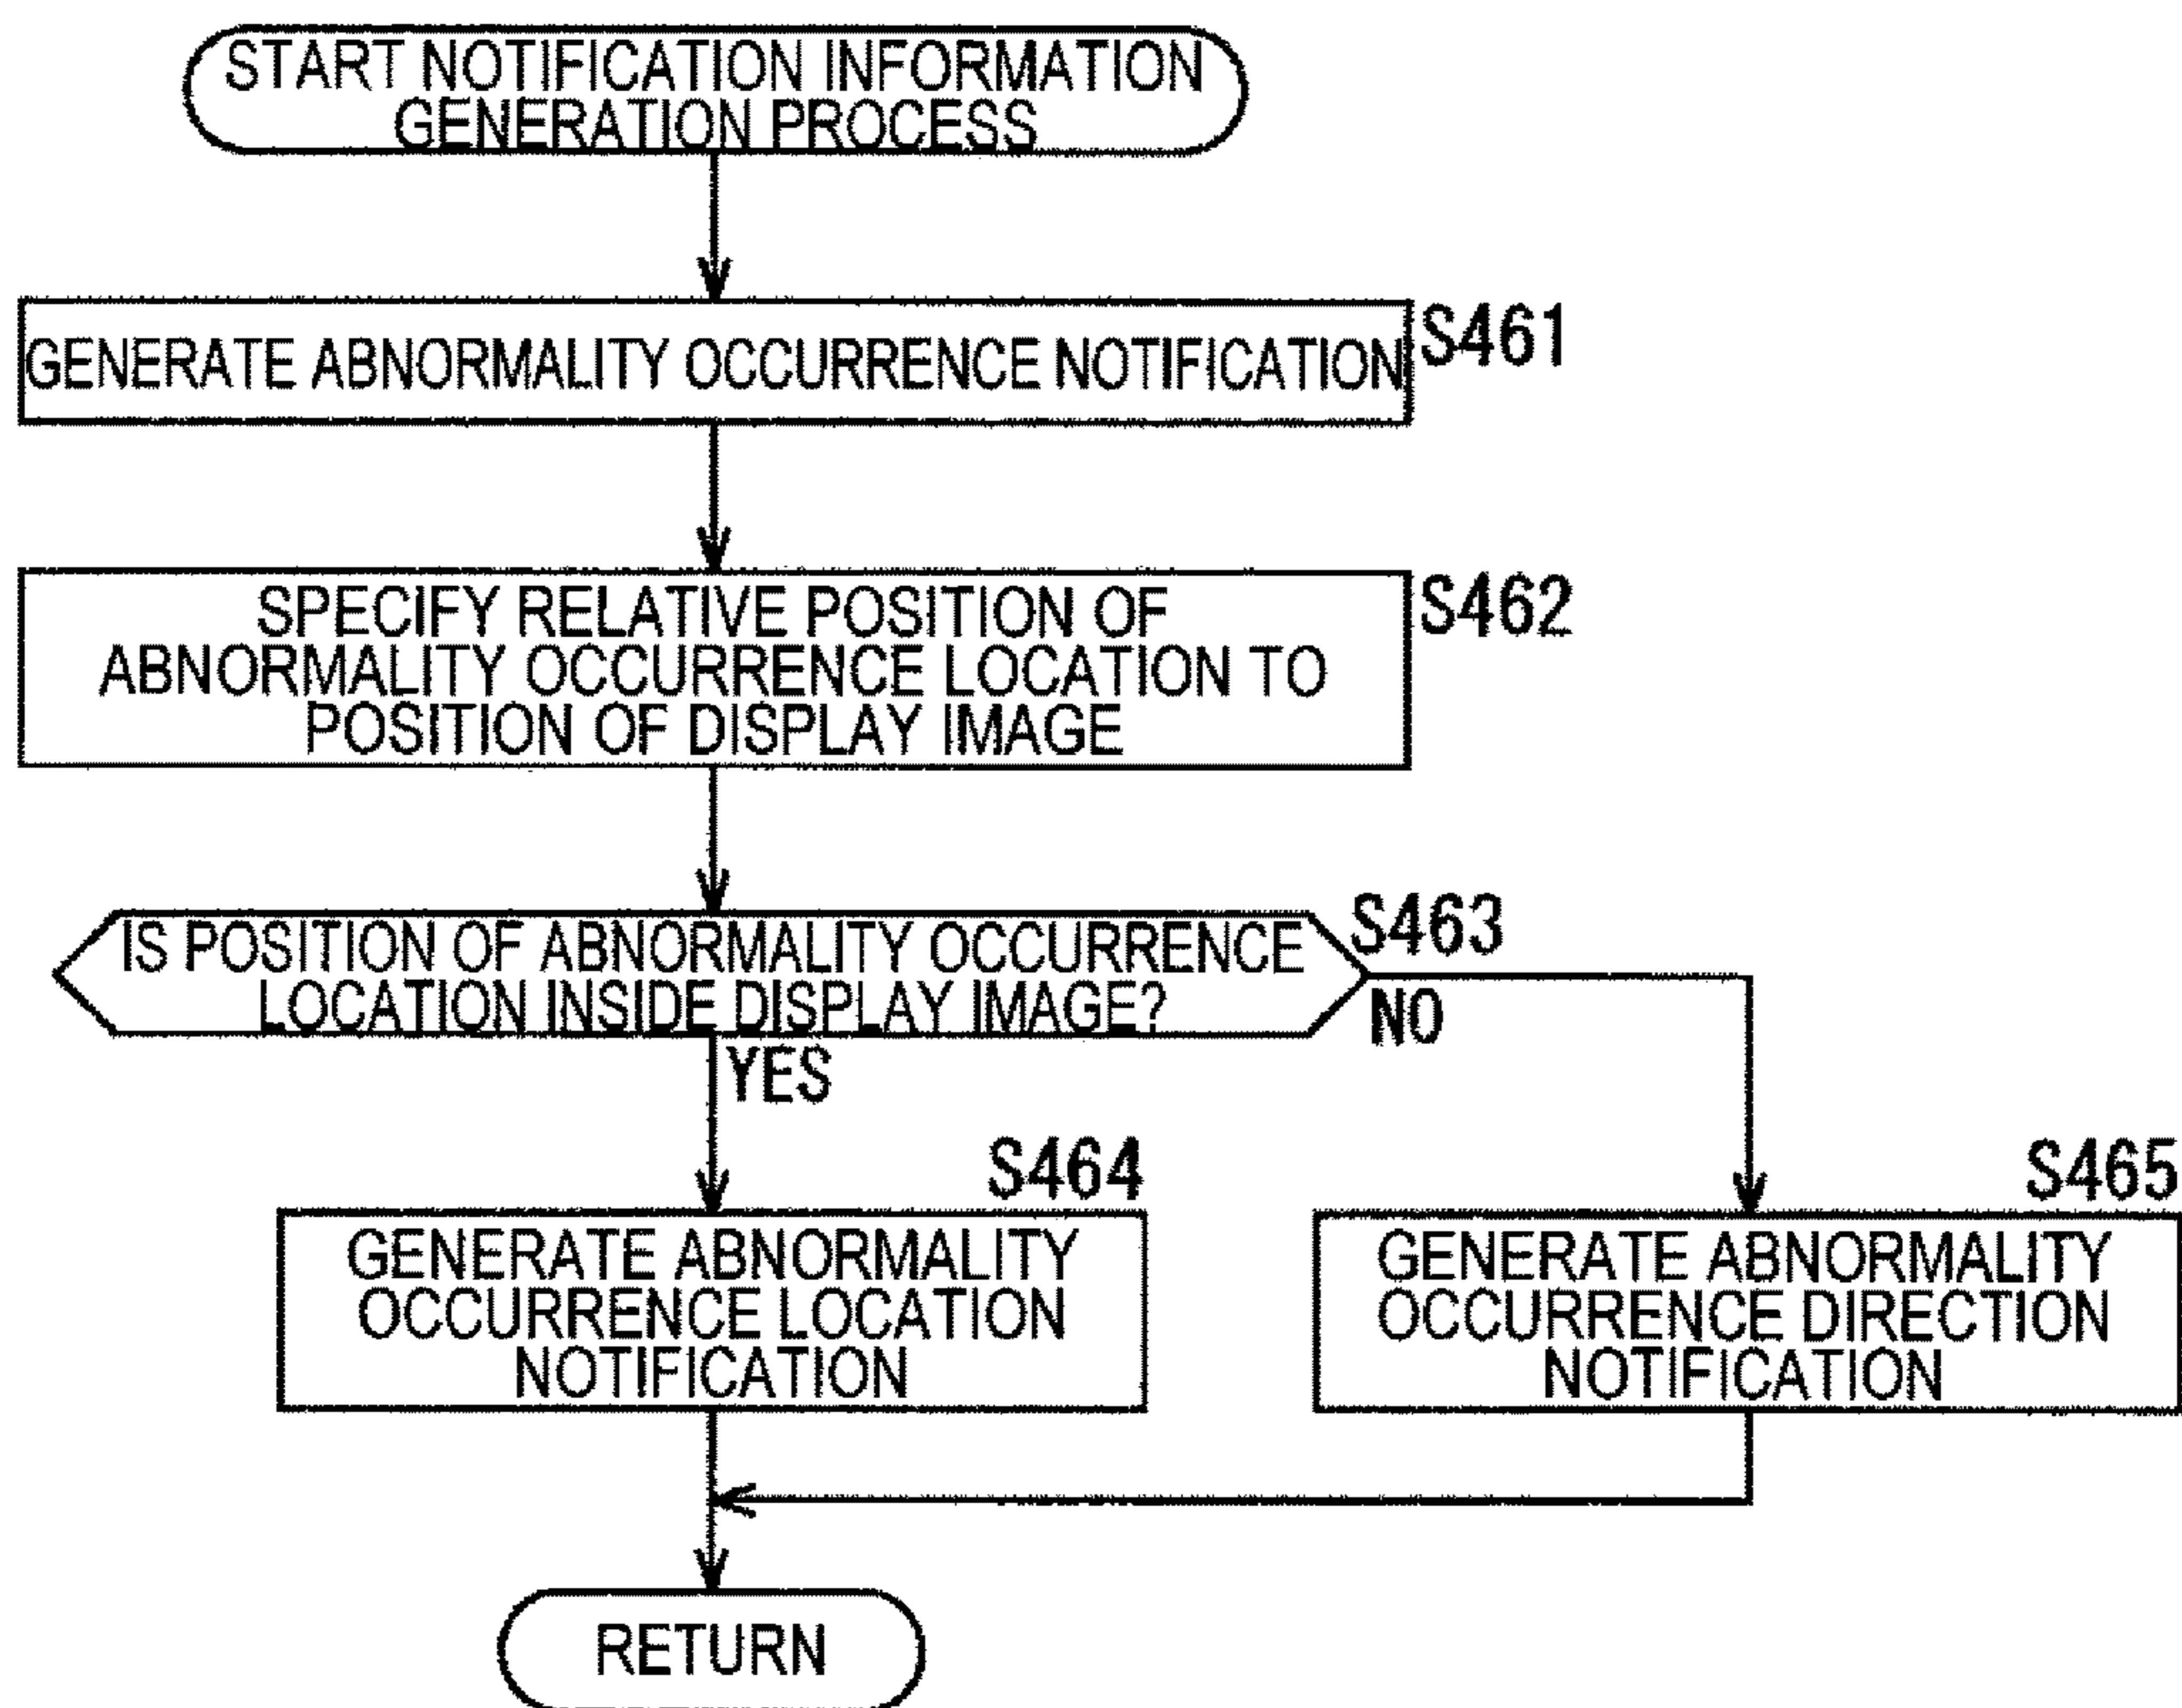 START NOTIFICATION INFORMATION
GENERATION PROCESS
GENERATE ABNORMALITY OCCURRENCE NOTIFICATION
S461
SPECIFY RELATIVE POSITION OF
ABNORMALITY OCCURRENCE LOCATION TO
POSITION OF DISPLAY IMAGE
S462
IS POSITION OF ABNORMALITY OCCURRENCE
LOCATION INSIDE DISPLAY IMAGE?
S463
NO
YES
S464
GENERATE ABNORMALITY
OCCURRENCE LOCATION
NOTIFICATION
S465
GENERATE ABNORMALITY
OCCURRENCE DIRECTION
NOTIFICATION
RETURN